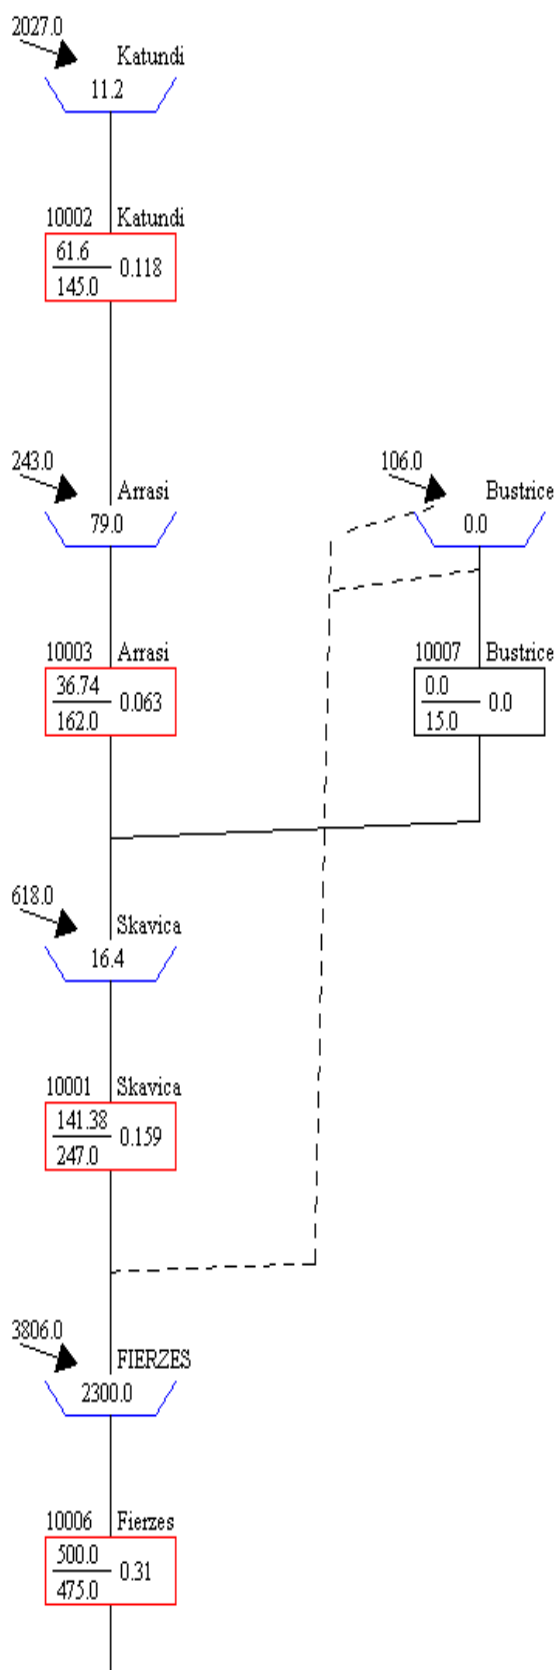 2027.0
Katundi
11.2
10002 Katundi
61.6
0.118
145.0
243.0
Arrasi
79.0
106.0
Bustrice
0.0
10003 Arrasi
36.74
0.063
162.0
10007 Bustrice
0.0
0.0
15.0
618.0
Skavica
16.4
10001 Skavica
141.38
0.159
247.0
3806.0
FIERZES
2300.0
10006 Fierzes
500.0
0.31
475.0